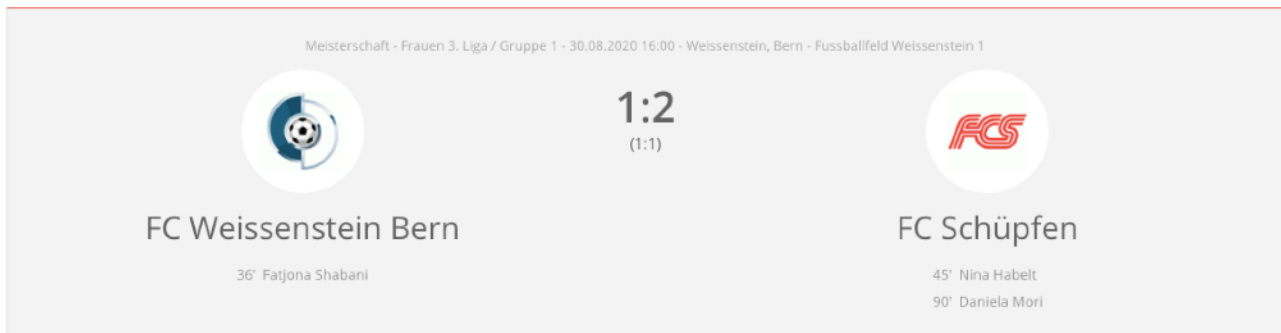 Meisterschaft - Frauen 3. Liga / Gruppe 1 - 30.08.2020 16:00 - Weissenstein, Bern - Fussballfeld Weissenstein 1
1:2
(1:1)
FCS
FC Weissenstein Bern
FC Schüpfen
36' Fatjona Shabani
45' Nina Habelt
90' Daniela Mori